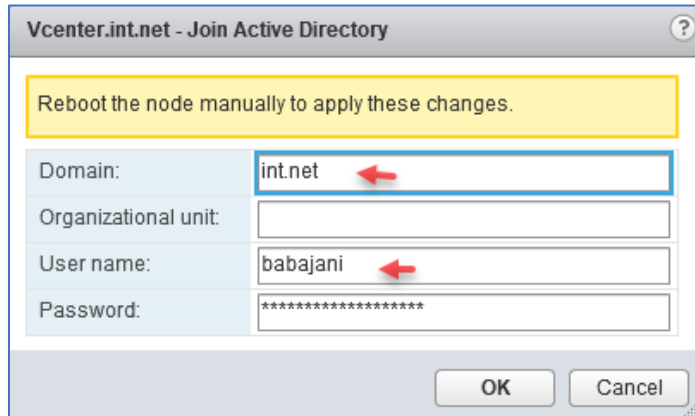 Vcenter.int.net - Join Active Directory ?
Reboot the node manually to apply these changes.
Domain: int.net
Organizational unit:
User name: babajani
Password: *******************
OK Cancel